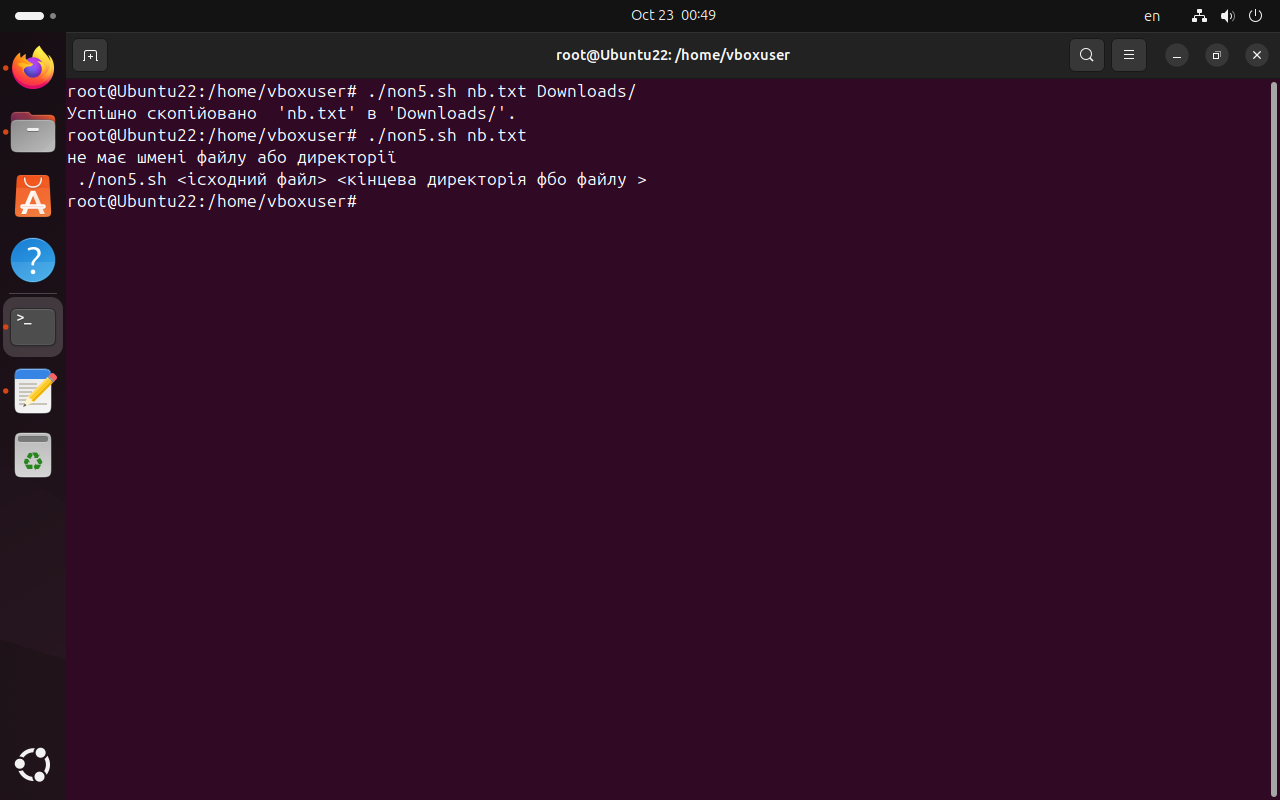 Oct 23 00:49
en
root@Ubuntu22: /home/vboxuser
root@Ubuntu22:/home/vboxuser# ./non5.sh nb.txt Downloads/
Успішно скопійовано  'nb.txt' в 'Downloads/'.
root@Ubuntu22:/home/vboxuser# ./non5.sh nb.txt
не має шмені файлу або директорії
 ./non5.sh <ісходний файл> <кінцева директорія фбо файлу >
root@Ubuntu22:/home/vboxuser#